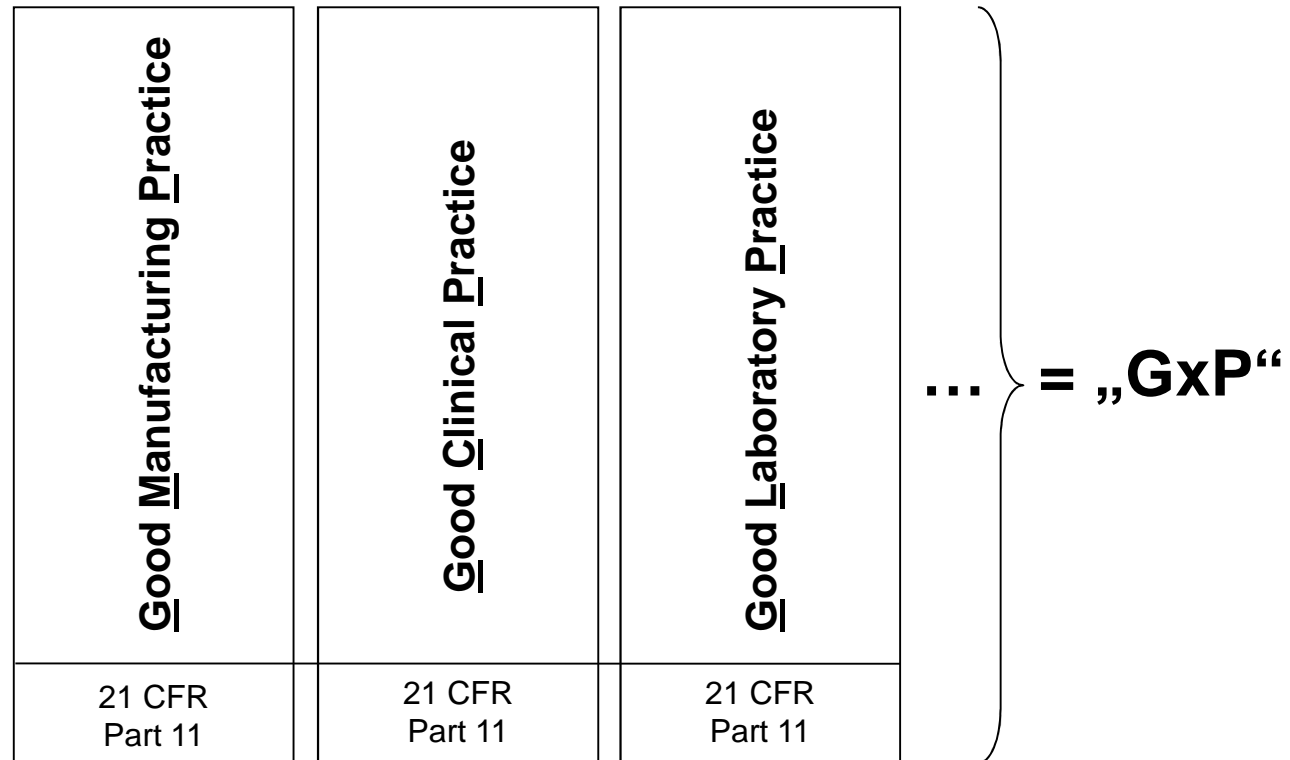 Good Manufacturing Practice
21 CFR
Part 11
Good Clinical Practice
21 CFR
Part 11
Good Laboratory Practice
21 CFR
Part 11
… = „GxP“